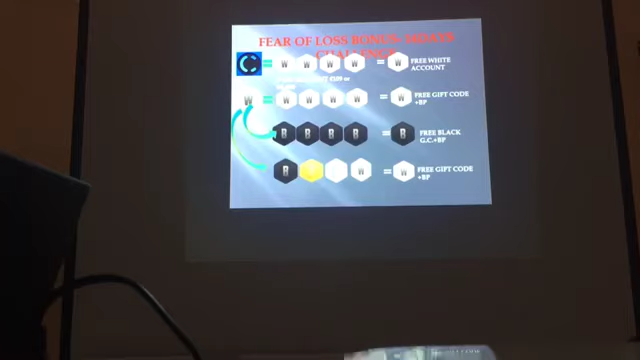 FEAR OF LOSS BONUS-
CHALLENGE
= W W W W = W FREE WHITE
ACCOUNT
W = W W W W = W FREE GIFT CODE
+BP
B B B B = B FREE BLACK
G.C.+BP
B W = W FREE GIFT CODE
+BP